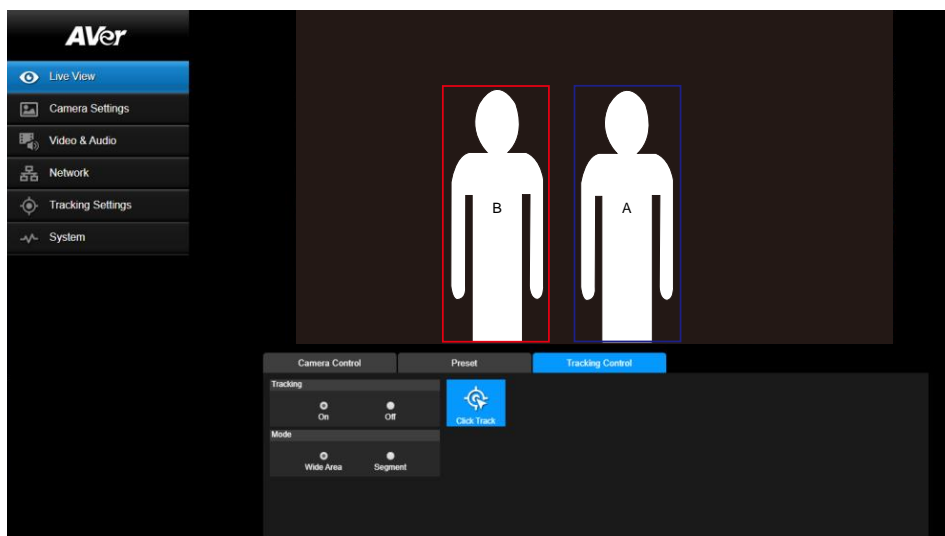 AVer
Live View
Camera Settings
Video & Audio
Network
Tracking Settings
System
B
A
Camera Control
Preset
Tracking Control
Tracking
On
Off
Click Track
Mode
Wide Area
Segment